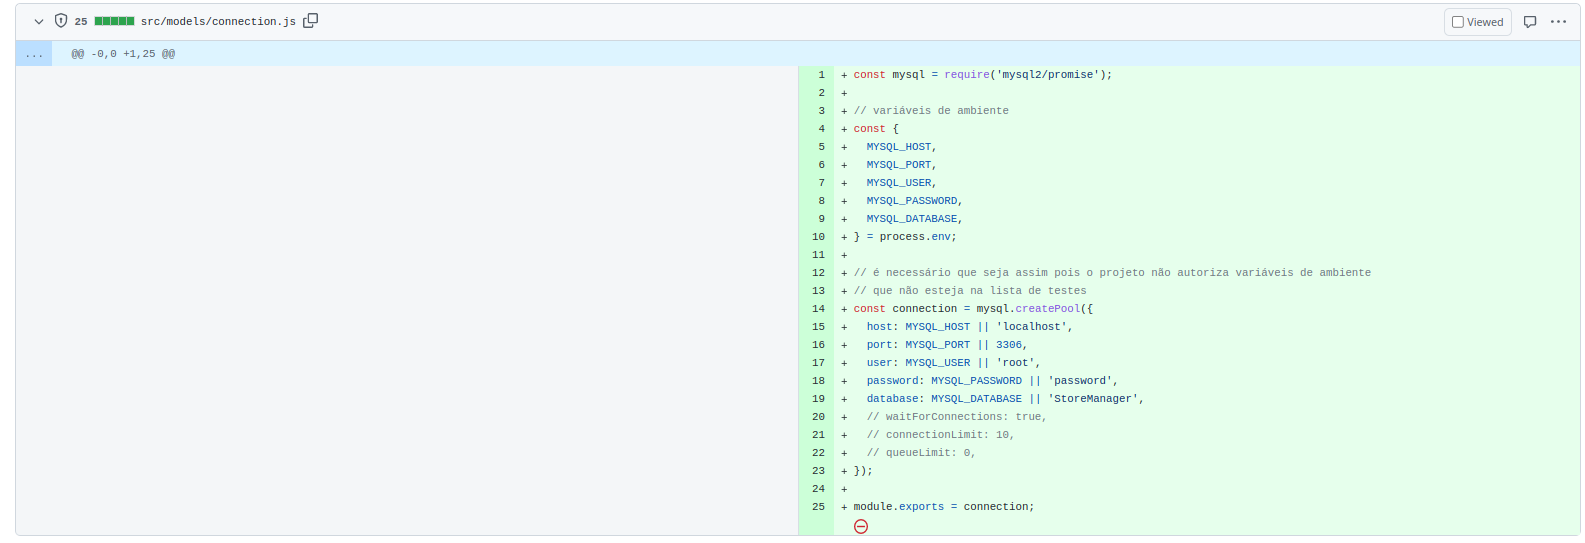 25 src/models/connection.js Viewed
... @@ -0,0 +1,25 @@
1 + const mysql = require('mysql2/promise');
2 +
3 + // variáveis de ambiente
4 + const {
5 + MYSQL_HOST,
6 + MYSQL_PORT,
7 + MYSQL_USER,
8 + MYSQL_PASSWORD,
9 + MYSQL_DATABASE,
10 + } = process.env;
11 +
12 + // é necessário que seja assim pois o projeto não autoriza variáveis de ambiente
13 + // que não esteja na lista de testes
14 + const connection = mysql.createPool({
15 + host: MYSQL_HOST || 'localhost',
16 + port: MYSQL_PORT || 3306,
17 + user: MYSQL_USER || 'root',
18 + password: MYSQL_PASSWORD || 'password',
19 + database: MYSQL_DATABASE || 'StoreManager',
20 + // waitForConnections: true,
21 + // connectionLimit: 10,
22 + // queueLimit: 0,
23 + });
24 +
25 + module.exports = connection;